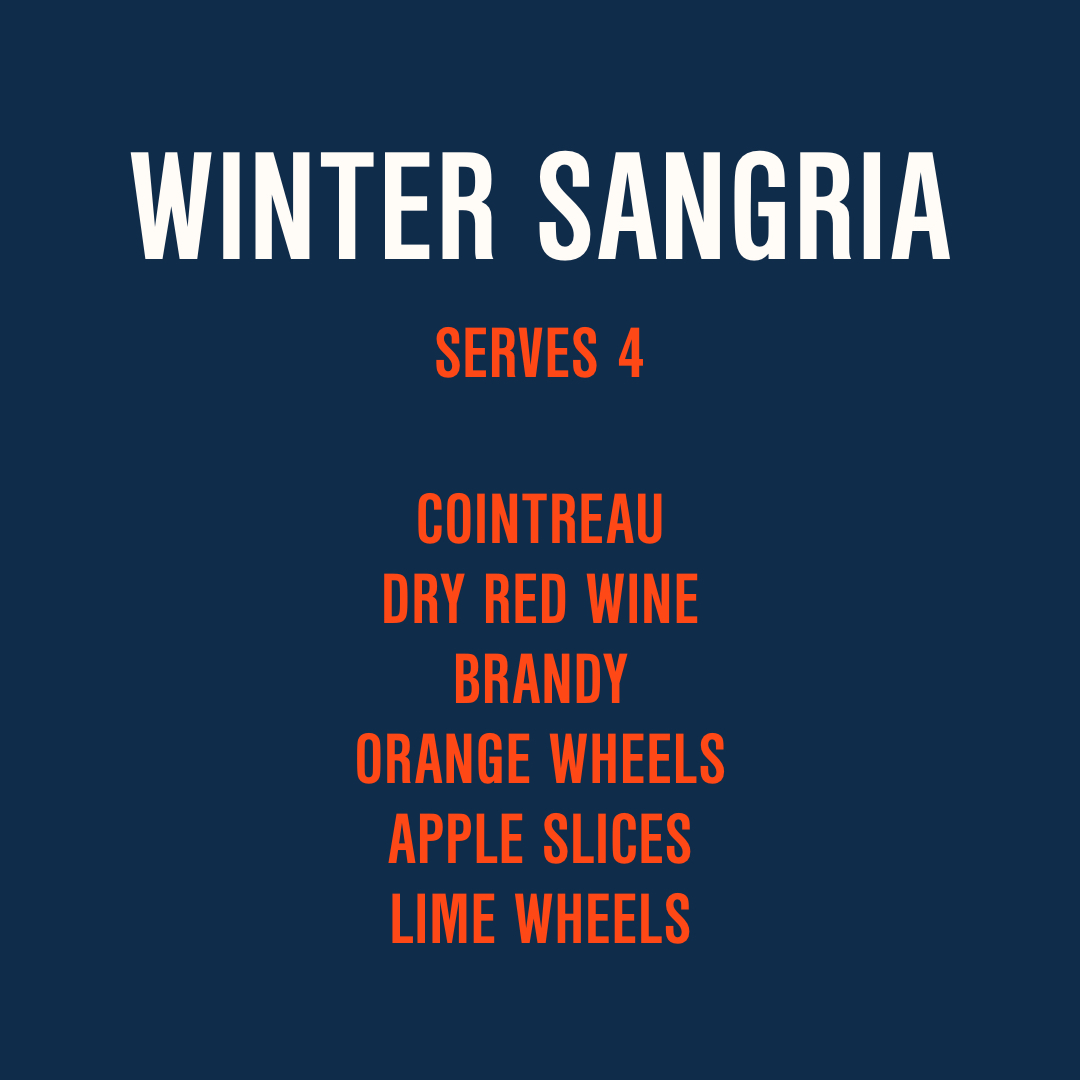 WINTER SANGRIA
SERVES 4
COINTREAU
DRY RED WINE
BRANDY
ORANGE WHEELS
APPLE SLICES
LIME WHEELS